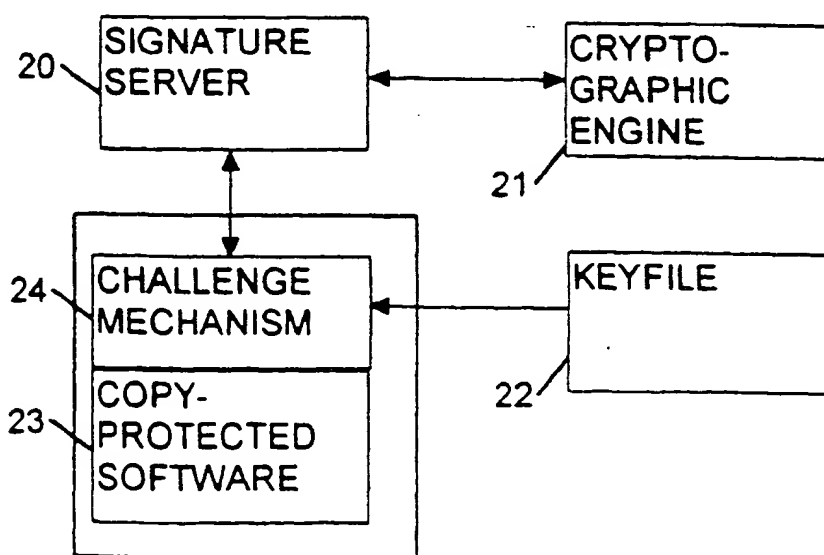 SIGNATURE
SERVER
20
CRYPTO-
GRAPHIC
ENGINE
21
CHALLENGE
MECHANISM
24
KEYFILE
22
COPY-
PROTECTED
SOFTWARE
23